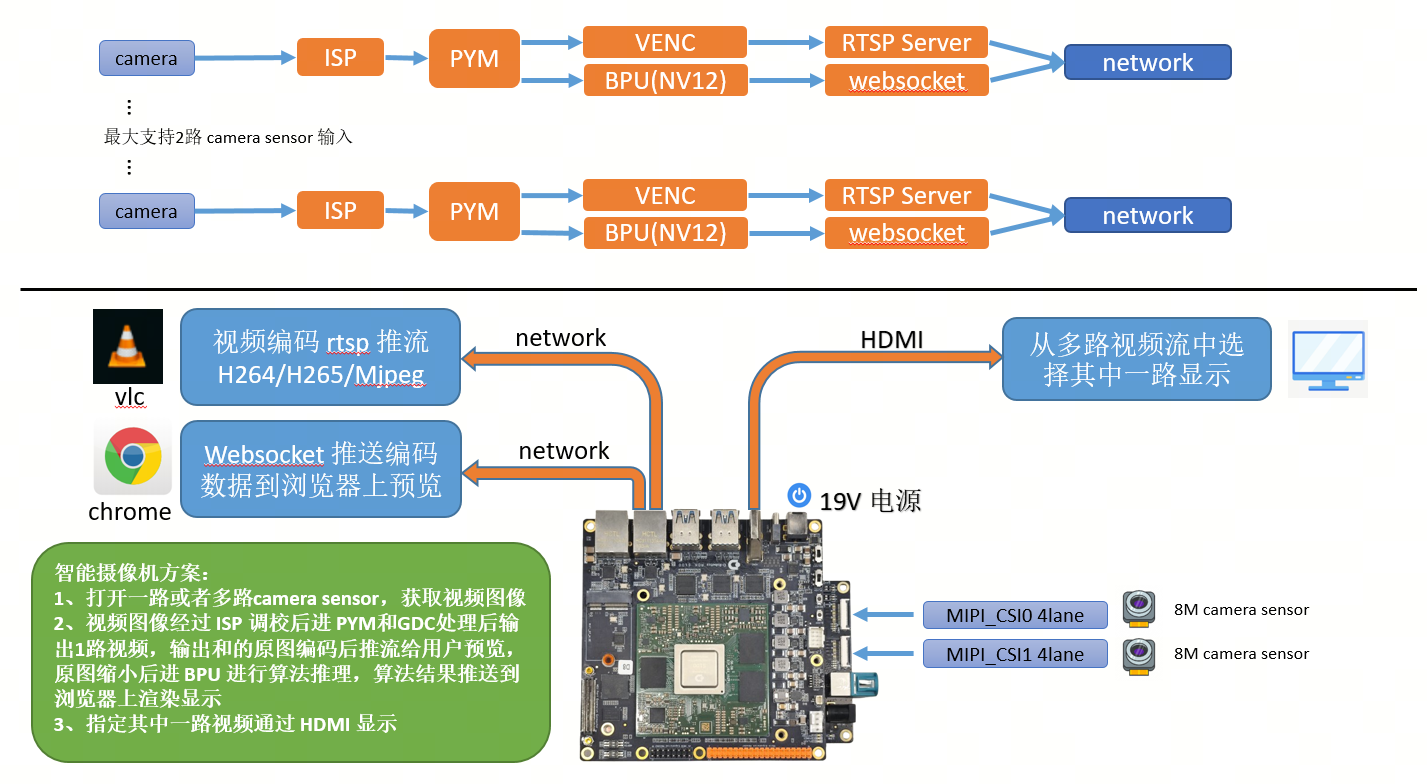 camera
ISP
PYM
VENC
RTSP Server
BPU(NV12)
websocket
network
⋮
最大支持2路 camera sensor 输入
⋮
camera
ISP
PYM
VENC
RTSP Server
BPU(NV12)
websocket
network
vlc
视频编码 rtsp 推流
H264/H265/Mjpeg
network
HDMI
从多路视频流中选
择其中一路显示
chrome
Websocket 推送编码
数据到浏览器上预览
network
19V 电源
智能摄像机方案：
1、打开一路或者多路camera sensor，获取视频图像
2、视频图像经过 ISP 调校后进 PYM和GDC处理后输
出1路视频，输出和的原图编码后推流给用户预览，
原图缩小后进 BPU 进行算法推理，算法结果推送到
浏览器上渲染显示
3、指定其中一路视频通过 HDMI 显示
MIPI_CSI0 4lane
8M camera sensor
MIPI_CSI1 4lane
8M camera sensor